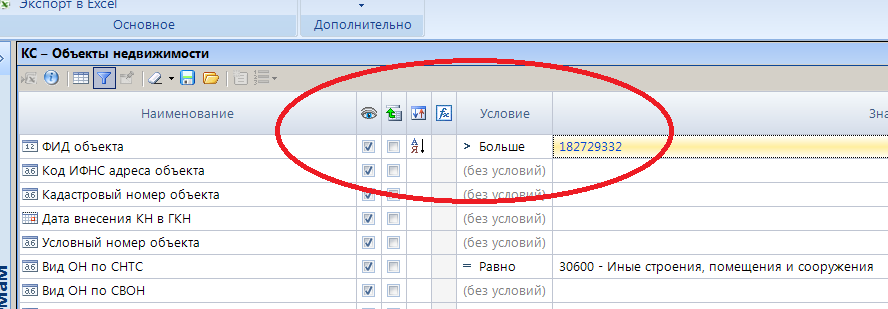 Экспорт в Excel
Основное
Дополнительно
КС – Объекты недвижимости
Наименование
Условие
Зна
ФИД объекта
А
Я
> Больше
182729332
Код ИФНС адреса объекта
(без условий)
Кадастровый номер объекта
(без условий)
Дата внесения КН в ГКН
(без условий)
Условный номер объекта
(без условий)
Вид ОН по СНТС
= Равно
30600 - Иные строения, помещения и сооружения
Вид ОН по СВОН
(без условий)